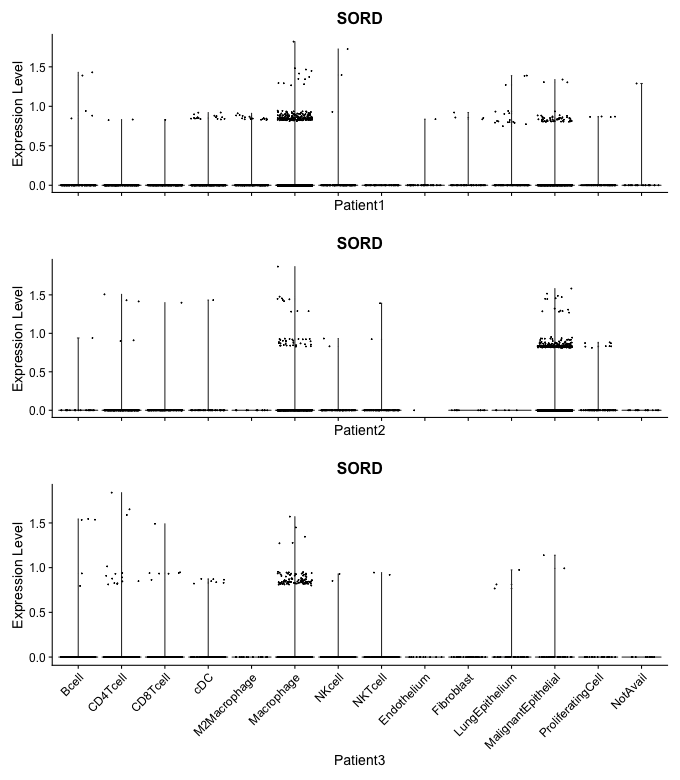 SORD
Expression Level
1.5
1.0
0.5
0.0
Patient1
SORD
Expression Level
1.5
1.0
0.5
0.0
Patient2
SORD
Expression Level
1.5
1.0
0.5
0.0
Bcell
CD4Tcell
CD8Tcell
cDC
M2Macrophage
Macrophage
NKcell
NKTcell
Endothelium
Fibroblast
LungEpithelium
MalignantEpithelial
ProliferatingCell
NotAvail
Patient3